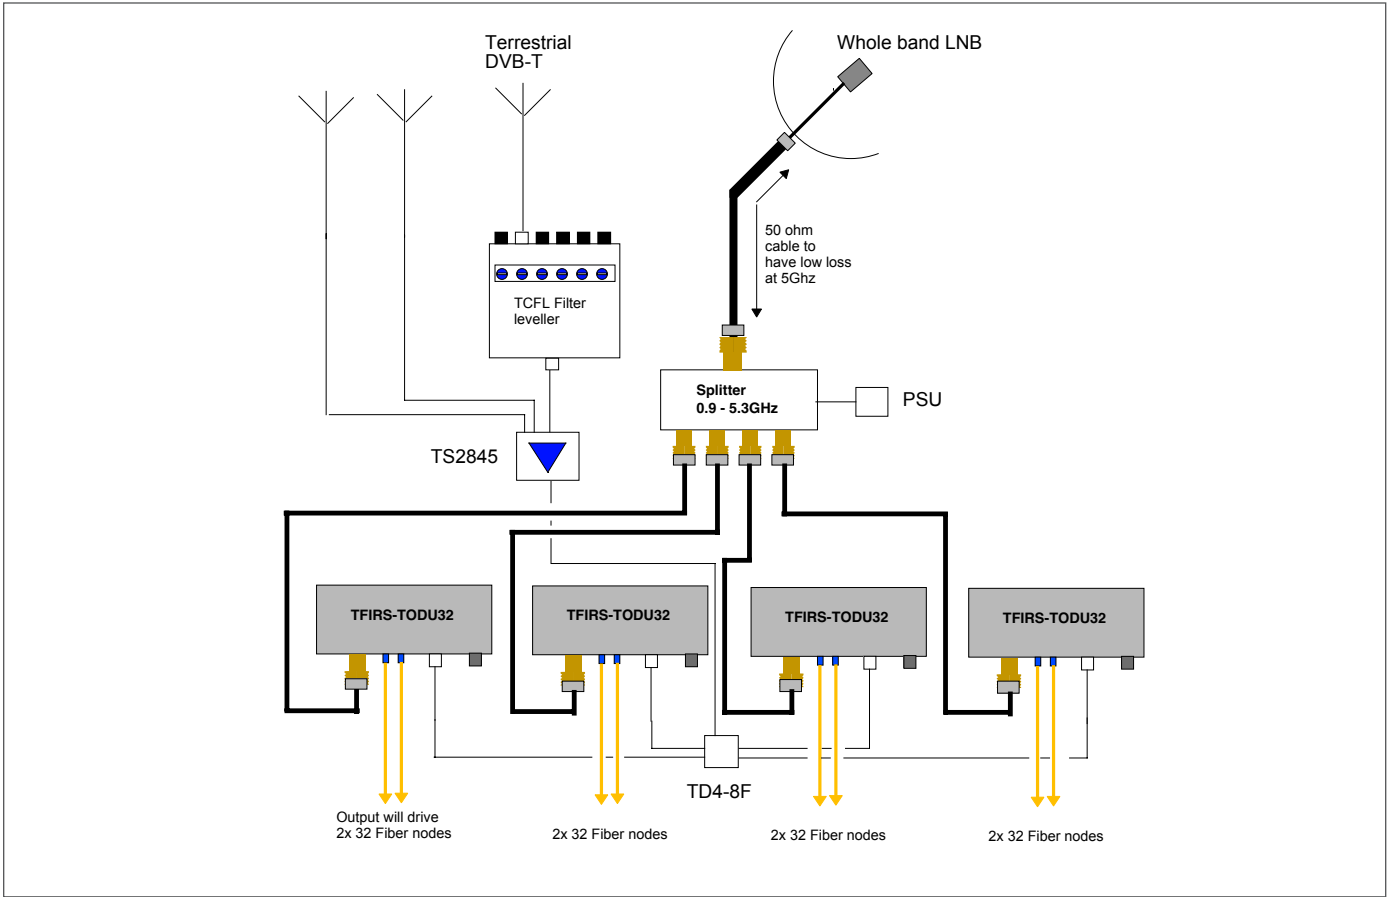 Terrestrial
DVB-T
Whole band LNB
50 ohm
cable to
have low loss
at 5Ghz
TCFL Filter
leveller
Splitter
0.9 - 5.3GHz
PSU
TS2845
TFIRS-TODU32
TFIRS-TODU32
TFIRS-TODU32
TFIRS-TODU32
TD4-8F
Output will drive
2x 32 Fiber nodes
2x 32 Fiber nodes
2x 32 Fiber nodes
2x 32 Fiber nodes